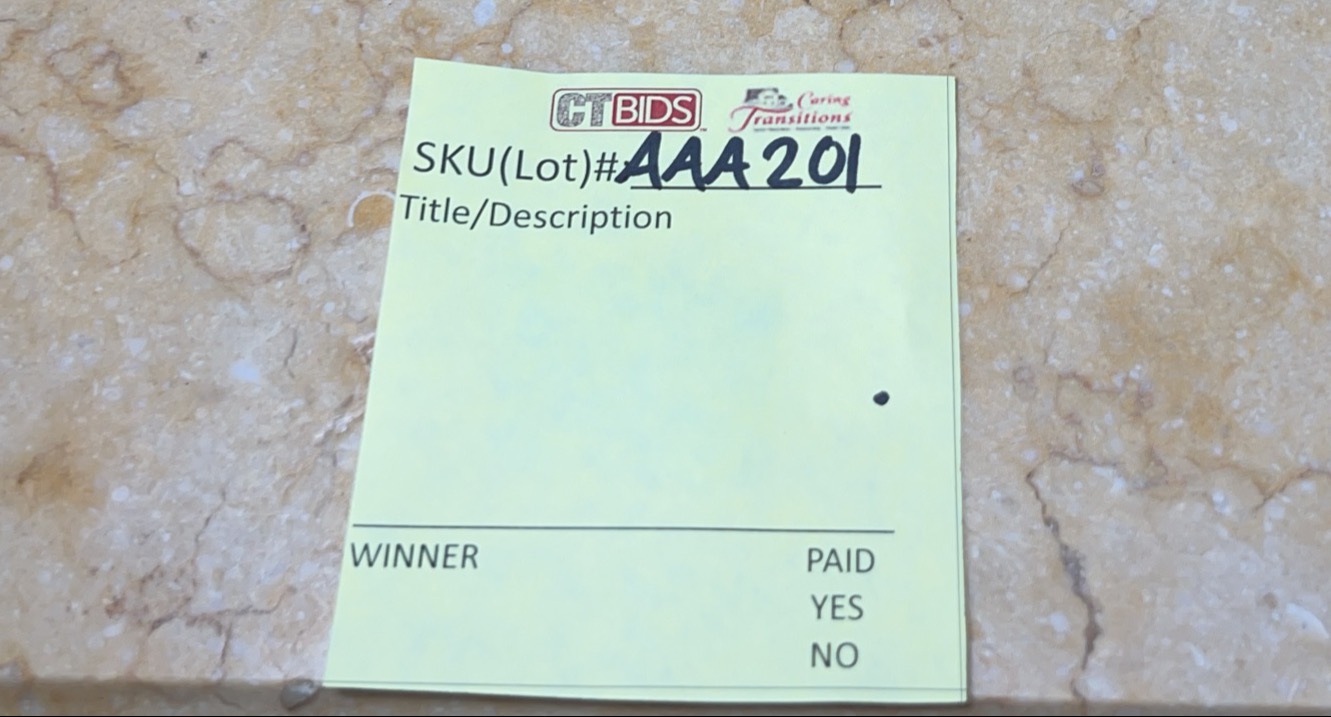 CTBIDS Caring
Transitions
SKU(Lot)# AAA201
Title/Description
WINNER PAID
YES
NO